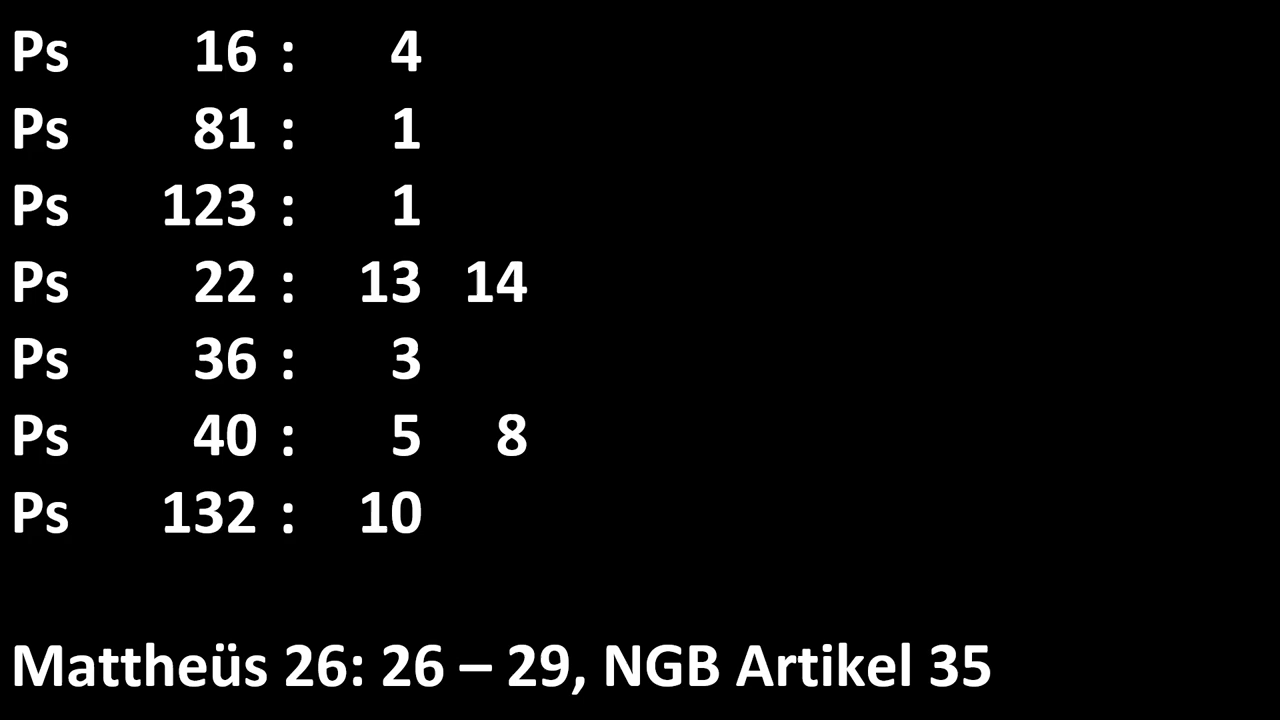 Ps 16 : 4
Ps 81 : 1
Ps 123 : 1
Ps 22 : 13 14
Ps 36 : 3
Ps 40 : 5 8
Ps 132 : 10
Mattheüs 26: 26 – 29, NGB Artikel 35